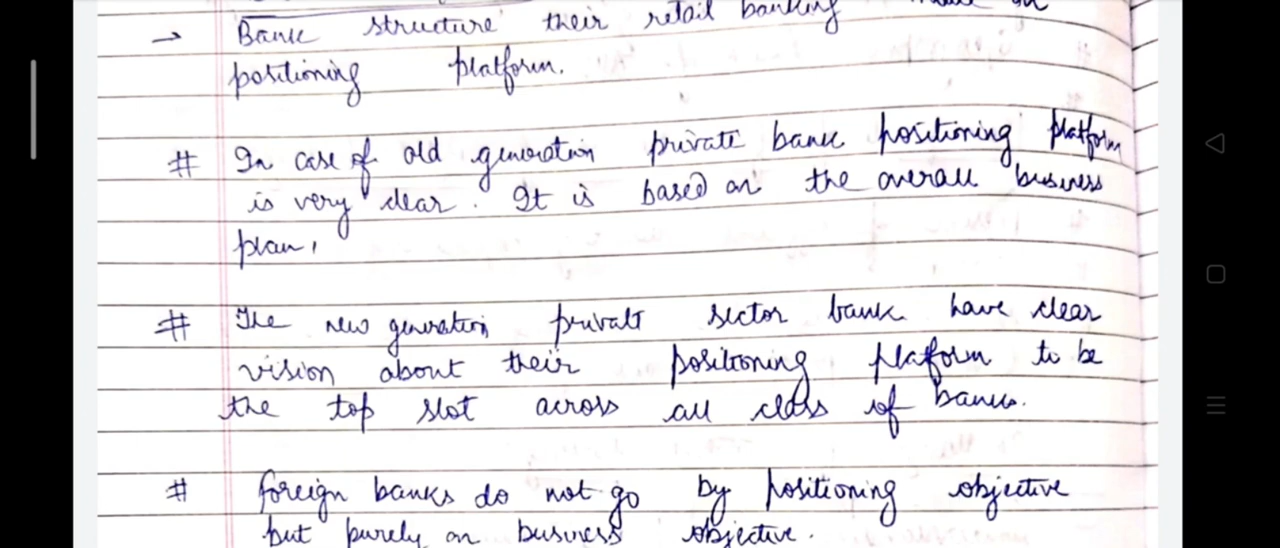 → Bank structure their retail banking
positioning platform.
# In case of old generation private bank positioning platform
is very clear. It is based on the overall business
plan.
# The new generation private sector bank have clear
vision about their positioning platform to be
the top slot across all class of banks.
# foreign banks do not go by positioning objective
but purely on business objective.